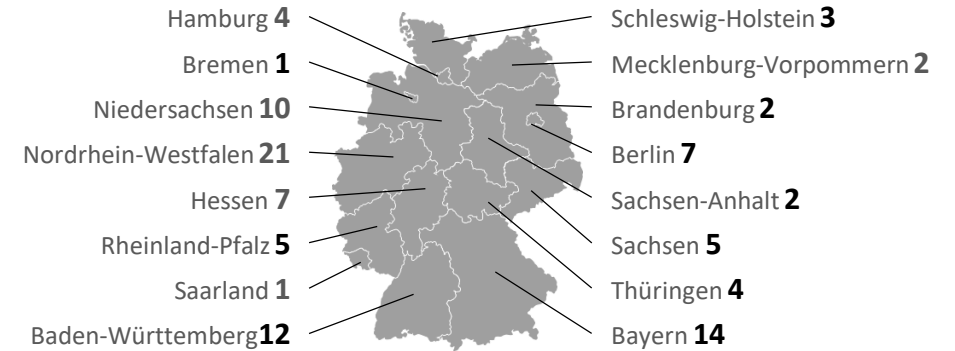 Hamburg 4
Bremen 1
Niedersachsen 10
Nordrhein-Westfalen 21
Hessen 7
Rheinland-Pfalz 5
Saarland 1
Baden-Württemberg 12
Schleswig-Holstein 3
Mecklenburg-Vorpommern 2
Brandenburg 2
Berlin 7
Sachsen-Anhalt 2
Sachsen 5
Thüringen 4
Bayern 14